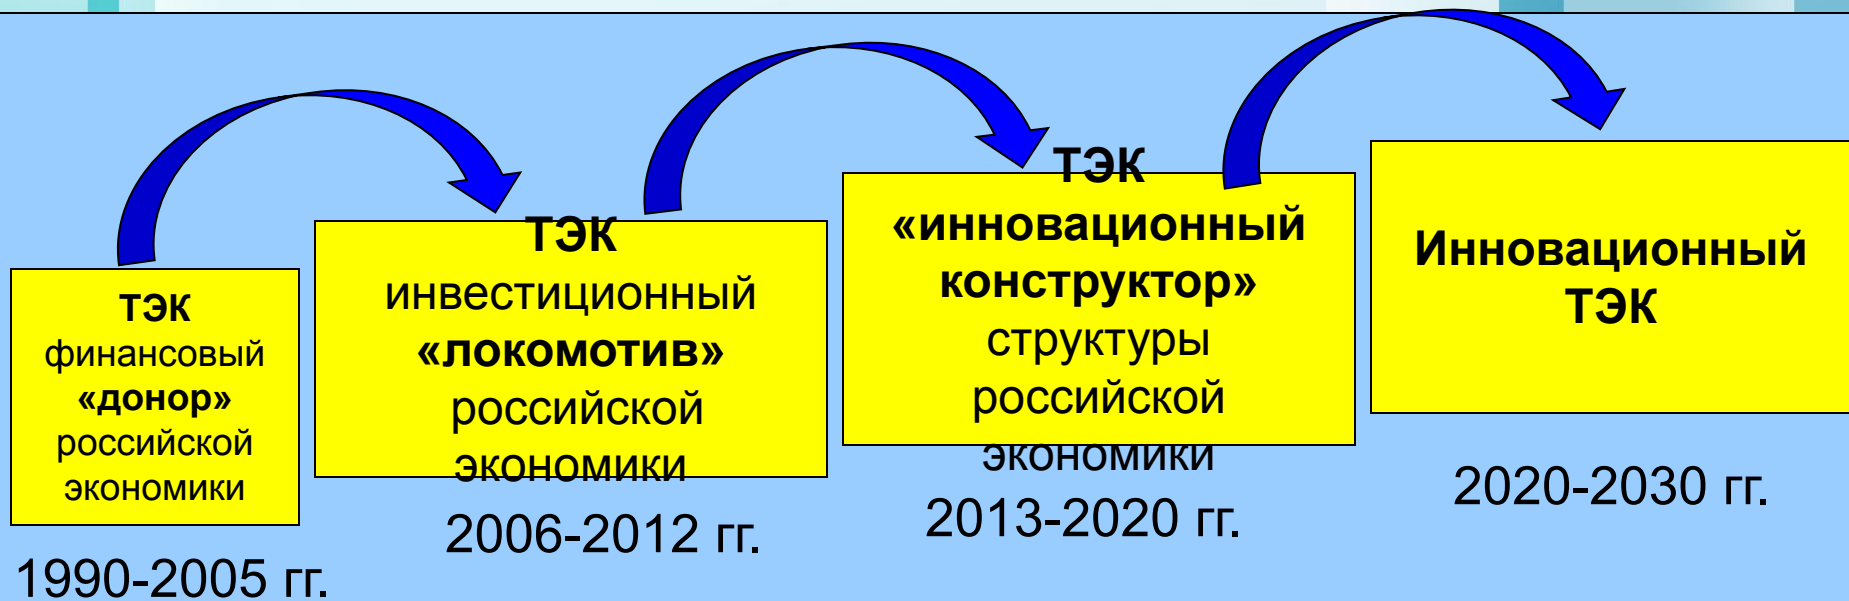 ТЭК
финансовый
«донор»
российской
экономики
1990-2005 гг.
ТЭК
инвестиционный
«локомотив»
российской
экономики
2006-2012 гг.
ТЭК
«инновационный
конструктор»
структуры
российской
экономики
2013-2020 гг.
Инновационный
ТЭК
2020-2030 гг.